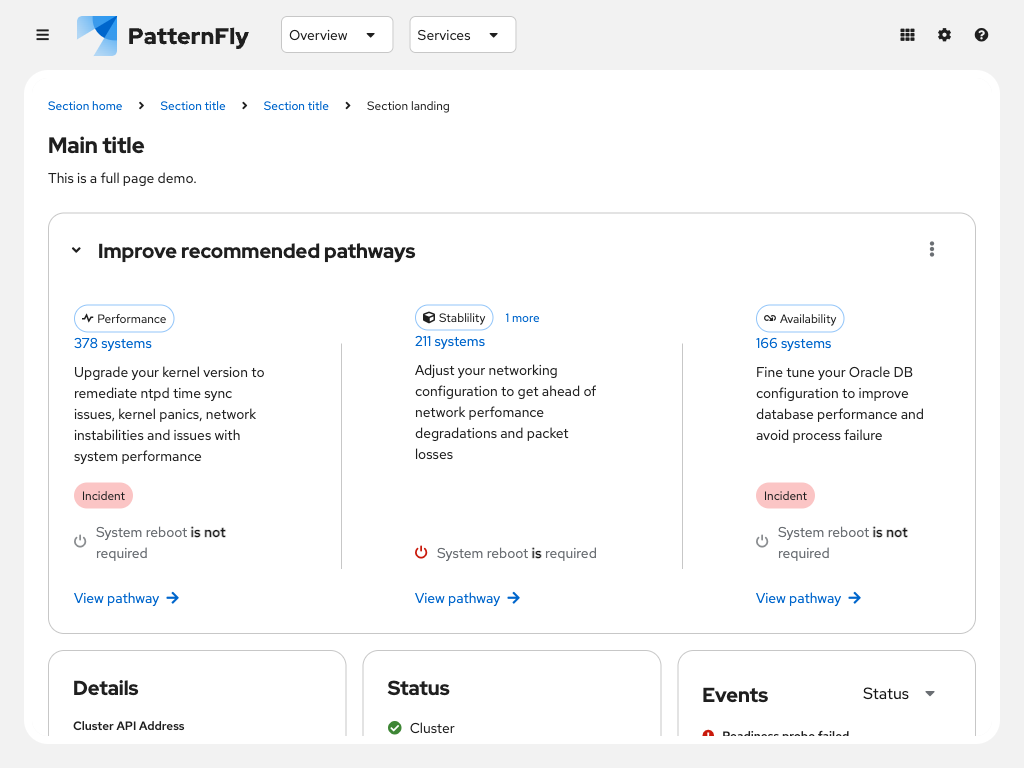 PatternFly
Overview
Services
Section home
Section title
Section title
Section landing
Main title
This is a full page demo.
Improve recommended pathways
Performance
378 systems
Upgrade your kernel version to
remediate ntpd time sync
issues, kernel panics, network
instabilities and issues with
system performance
Incident
System reboot is not
required
View pathway
Stablility
1 more
211 systems
Adjust your networking
configuration to get ahead of
network perfomance
degradations and packet
losses
System reboot is required
View pathway
Availability
166 systems
Fine tune your Oracle DB
configuration to improve
database performance and
avoid process failure
Incident
System reboot is not
required
View pathway
Details
Cluster API Address
Status
Cluster
Events
Status
Readiness probe failed